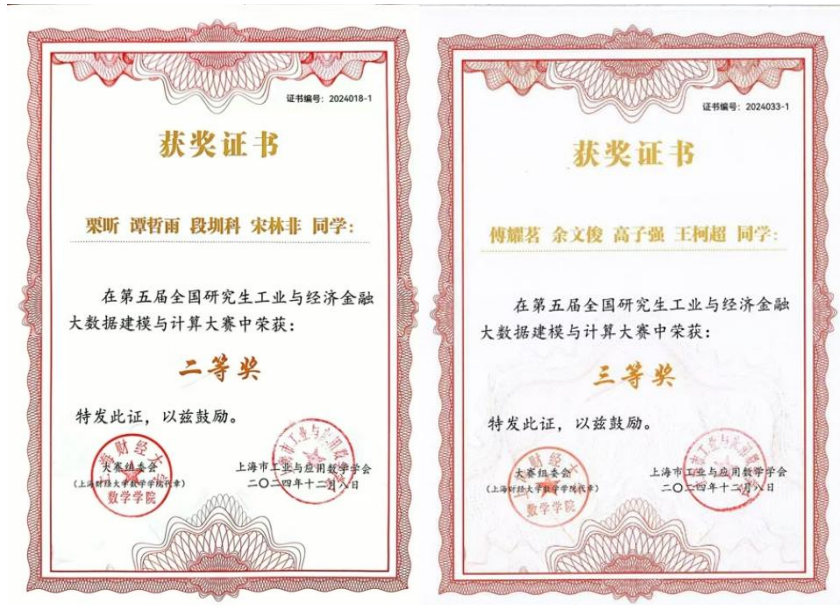 证书编号：2024018-1
获奖证书
栗昕 谭哲雨 段圳科 宋林非 同学：
在第五届全国研究生工业与经济金融
大数据建模与计算大赛中荣获：
二等奖
特发此证，以兹鼓励。
大赛组委会
（上海财经大学数学学院代章）
数学学院
上海市工业与应用数学学会
二〇二四年十二月八日
证书编号：2024033-1
获奖证书
傅耀茗 余文俊 高子强 王柯超 同学：
在第五届全国研究生工业与经济金融
大数据建模与计算大赛中荣获：
三等奖
特发此证，以兹鼓励。
大赛组委会
（上海财经大学数学学院代章）
数学学院
上海市工业与应用数学学会
二〇二四年十二月八日